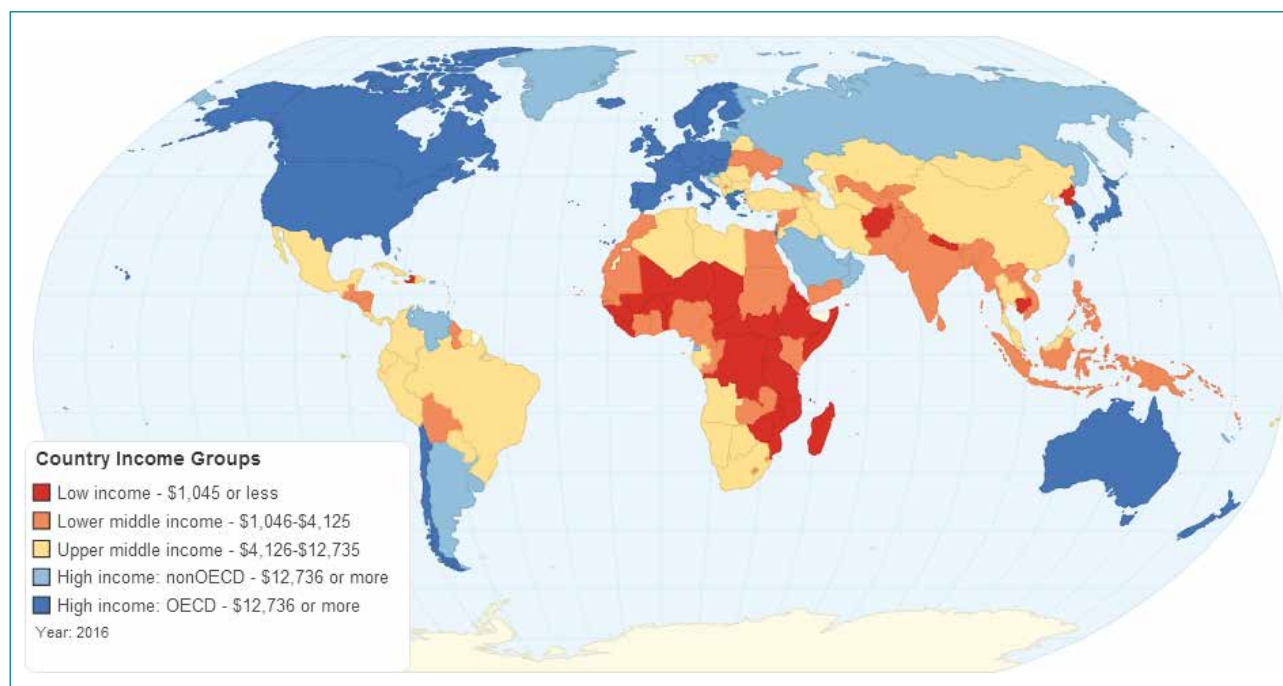 Country Income Groups
Low income - $1,045 or less
Lower middle income - $1,046-$4,125
Upper middle income - $4,126-$12,735
High income: nonOECD - $12,736 or more
High income: OECD - $12,736 or more
Year: 2016